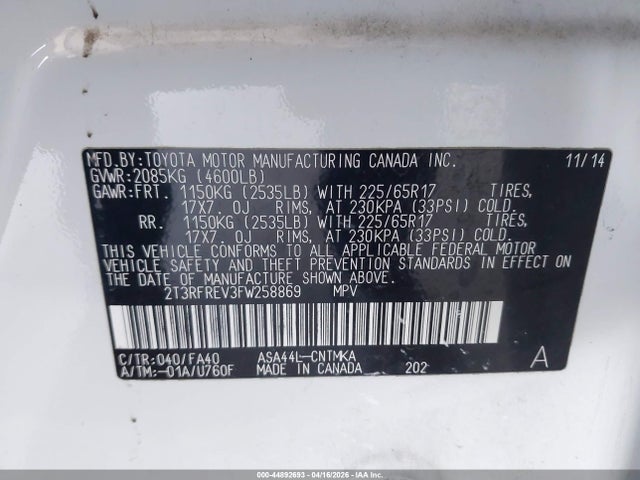 MFD.BY:TOYOTA MOTOR MANUFACTURING CANADA INC. 11/14
GVWR:2085KG (4600LB)
GAWR:FRT. 1150KG (2535LB) WITH 225/65R17 TIRES,
17X7.0J RIMS, AT 230KPA (33PSI) COLD.
RR. 1150KG (2535LB) WITH 225/65R17 TIRES,
17X7.0J RIMS, AT 230KPA (33PSI) COLD.
THIS VEHICLE CONFORMS TO ALL APPLICABLE FEDERAL MOTOR
VEHICLE SAFETY AND THEFT PREVENTION STANDARDS IN EFFECT ON
THE DATE OF MANUFACTURE SHOWN ABOVE.
2T3RFREV3FW258869 MPV
C/TR:040/FA40 ASA44L-CNTMKA A
A/TM:-01A/U760F MADE IN CANADA 202
000-44892693 - 04/16/2026 - IAA Corp.